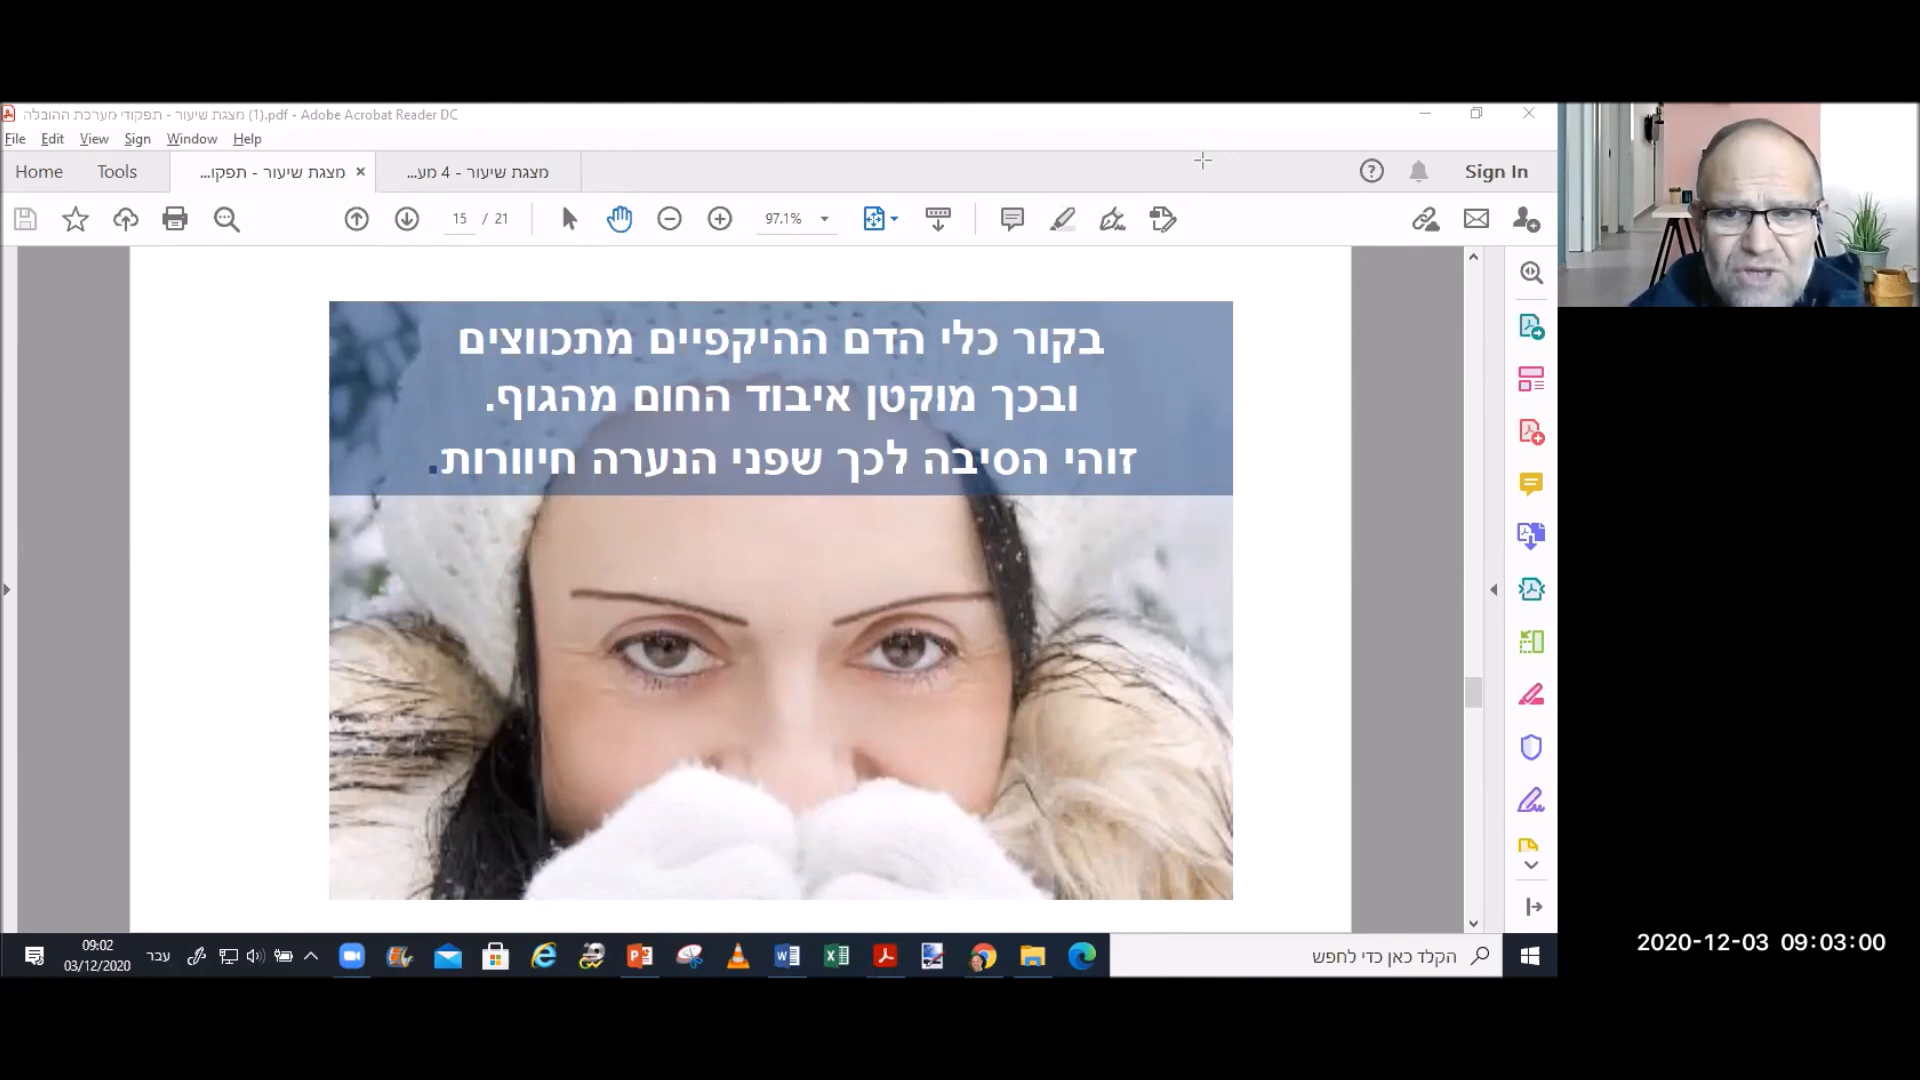 מצגת שיעור - תפקודי מערכת ההובלה (1).pdf - Adobe Acrobat Reader DC
File Edit View Sign Window Help
Home Tools מצגת שיעור - תפקו... מצגת שיעור - 4 מע... Sign In
15 / 21 97.1%
בקור כלי הדם ההיקפיים מתכווצים
ובכך מוקטן איבוד החום מהגוף.
זוהי הסיבה לכך שפני הנערה חיוורות.
09:02
03/12/2020
עבר
הקלד כאן כדי לחפש
2020-12-03 09:03:00